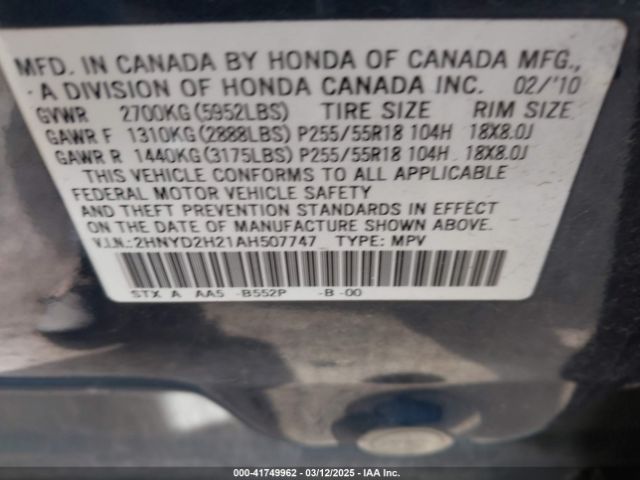 MFD. IN CANADA BY HONDA OF CANADA MFG.,
A DIVISION OF HONDA CANADA INC. 02/'10
GVWR 2700KG(5952LBS) TIRE SIZE RIM SIZE
GAWR F 1310KG(2888LBS) P255/55R18 104H 18X8.0J
GAWR R 1440KG(3175LBS) P255/55R18 104H 18X8.0J
THIS VEHICLE CONFORMS TO ALL APPLICABLE
FEDERAL MOTOR VEHICLE SAFETY
AND THEFT PREVENTION STANDARDS IN EFFECT
ON THE DATE OF MANUFACTURE SHOWN ABOVE.
V.I.N.:2HNYD2H21AH507747 TYPE: MPV
STX A AA5 -B552P -B -00
000-41749962 - 03/12/2025 - IAA Inc.